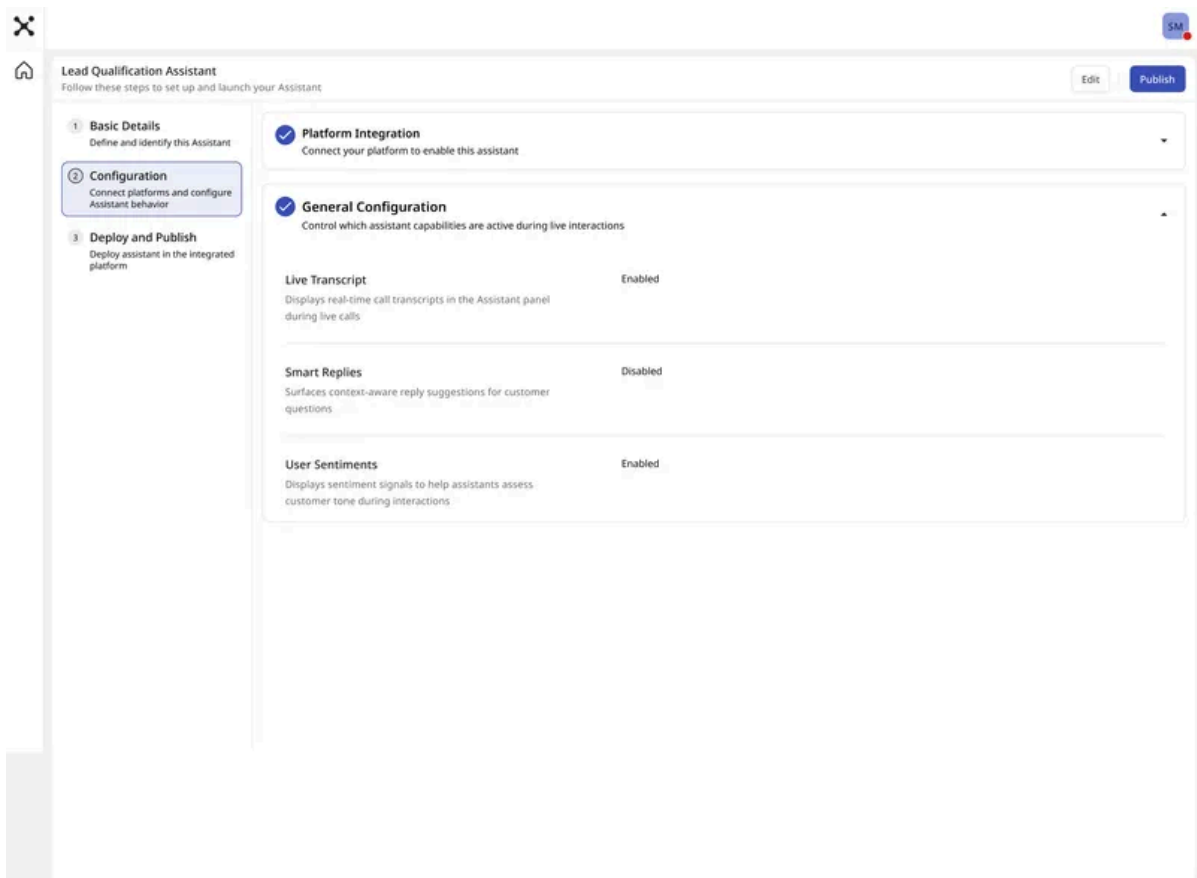 SM
Lead Qualification Assistant
Follow these steps to set up and launch your Assistant
Edit
Publish
1 Basic Details
Define and identify this Assistant
2 Configuration
Connect platforms and configure
Assistant behavior
3 Deploy and Publish
Deploy assistant in the integrated
platform
Platform Integration
Connect your platform to enable this assistant
General Configuration
Control which assistant capabilities are active during live interactions
Live Transcript
Enabled
Displays real-time call transcripts in the Assistant panel
during live calls
Smart Replies
Disabled
Surfaces context-aware reply suggestions for customer
questions
User Sentiments
Enabled
Displays sentiment signals to help assistants assess
customer tone during interactions